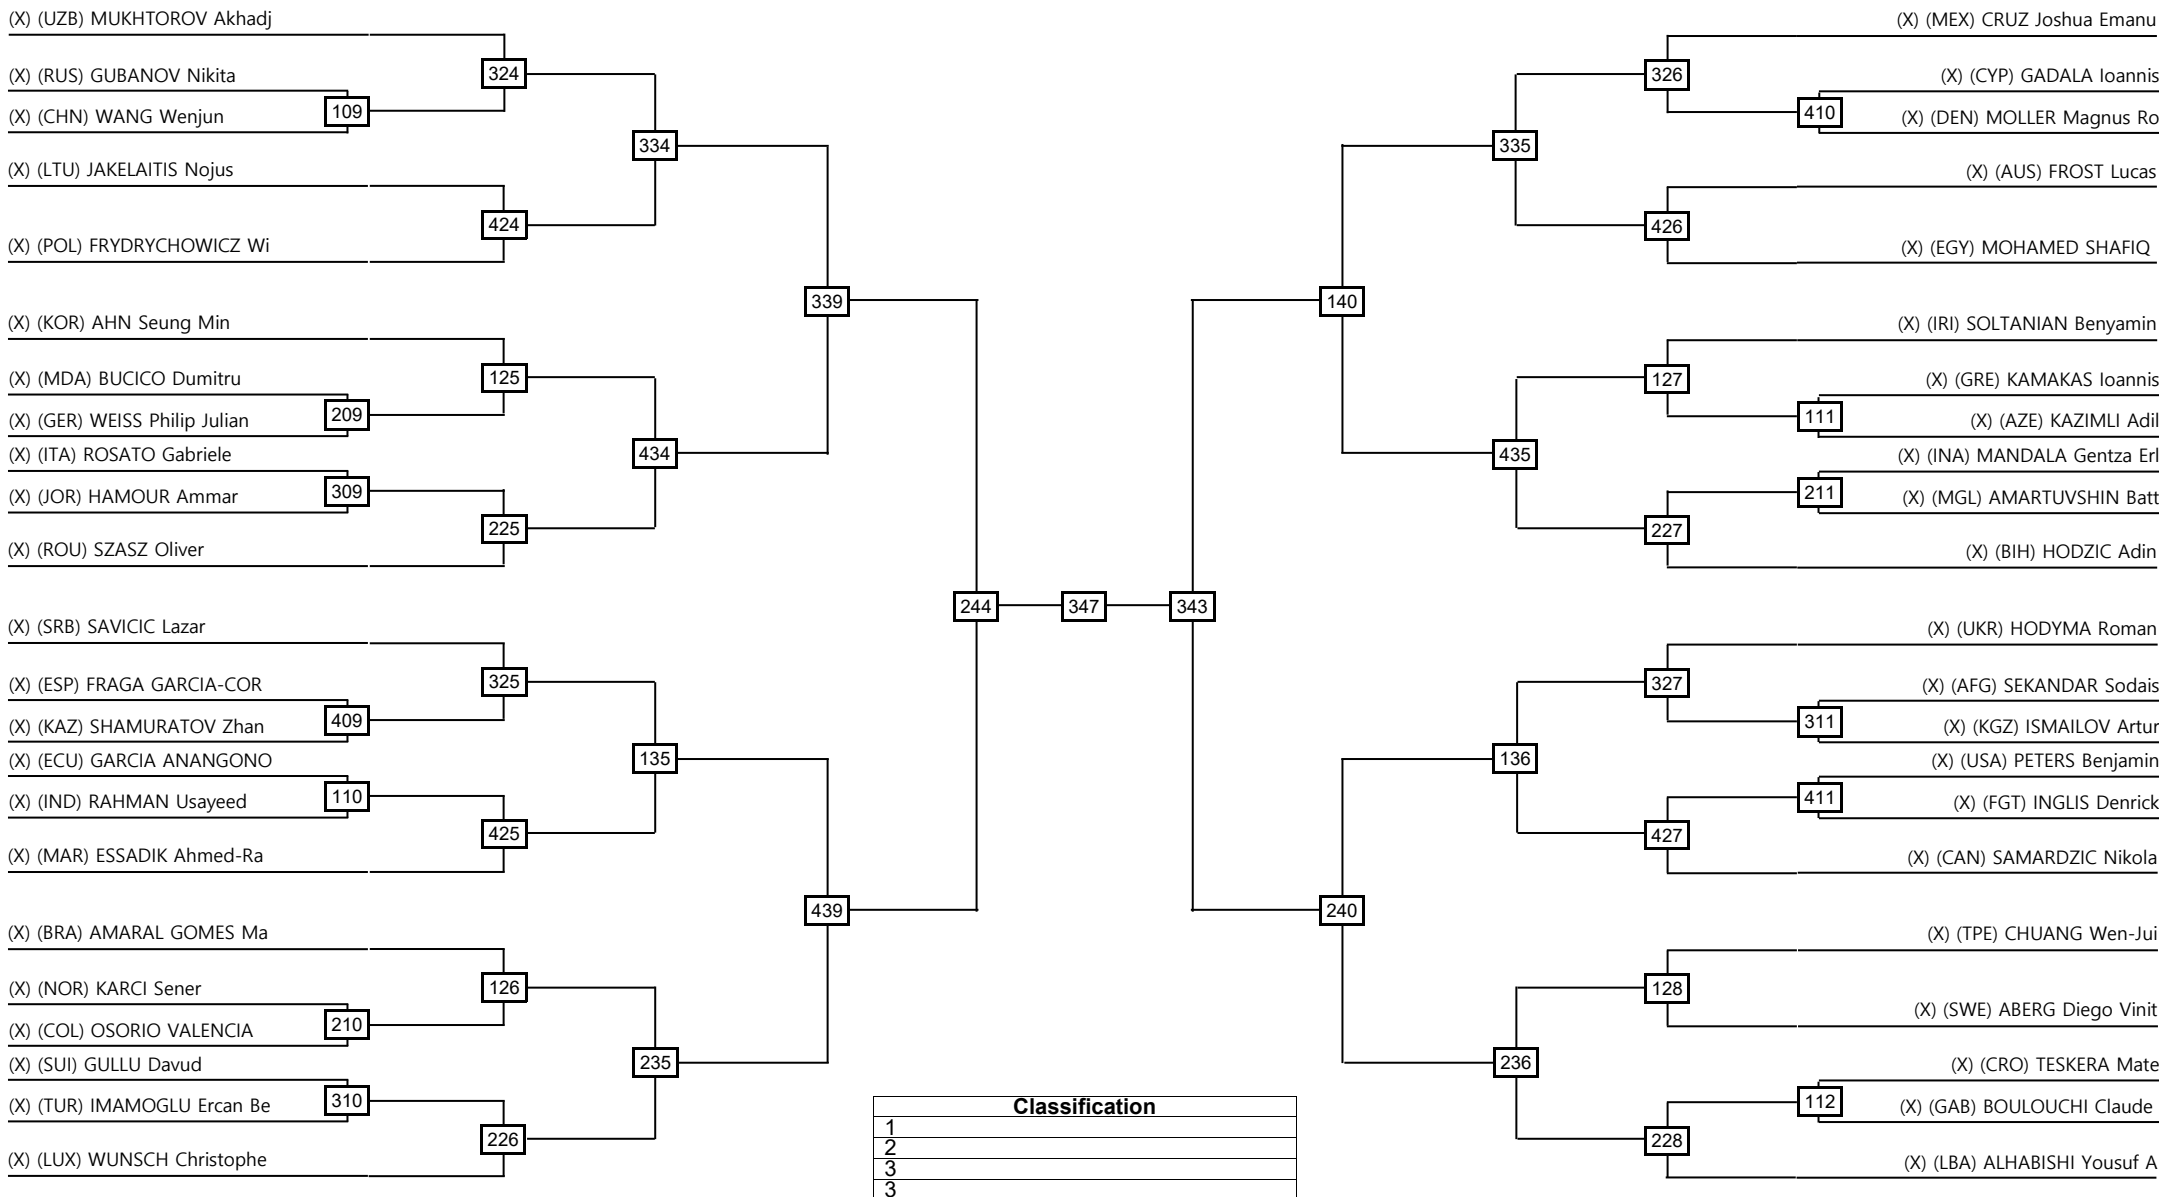 (X) (UZB) MUKHTOROV Akhadj
(X) (RUS) GUBANOV Nikita
(X) (CHN) WANG Wenjun
(X) (LTU) JAKELAITIS Nojus
(X) (POL) FRYDRYCHOWICZ Wi
(X) (KOR) AHN Seung Min
(X) (MDA) BUCICO Dumitru
(X) (GER) WEISS Philip Julian
(X) (ITA) ROSATO Gabriele
(X) (JOR) HAMOUR Ammar
(X) (ROU) SZASZ Oliver
(X) (SRB) SAVICIC Lazar
(X) (ESP) FRAGA GARCIA-COR
(X) (KAZ) SHAMURATOV Zhan
(X) (ECU) GARCIA ANANGONO
(X) (IND) RAHMAN Usayeed
(X) (MAR) ESSADIK Ahmed-Ra
(X) (BRA) AMARAL GOMES Ma
(X) (NOR) KARCI Sener
(X) (COL) OSORIO VALENCIA
(X) (SUI) GULLU Davud
(X) (TUR) IMAMOGLU Ercan Be
(X) (LUX) WUNSCH Christophe
109
209
309
409
110
210
310
324
424
125
225
325
425
126
226
334
434
135
235
339
439
244
347
343
140
240
335
435
136
236
326
426
127
227
327
427
128
228
410
111
211
311
411
112
(X) (MEX) CRUZ Joshua Emanu
(X) (CYP) GADALA Ioannis
(X) (DEN) MOLLER Magnus Ro
(X) (AUS) FROST Lucas
(X) (EGY) MOHAMED SHAFIQ
(X) (IRI) SOLTANIAN Benyamin
(X) (GRE) KAMAKAS Ioannis
(X) (AZE) KAZIMLI Adil
(X) (INA) MANDALA Gentza Erl
(X) (MGL) AMARTUVSHIN Batt
(X) (BIH) HODZIC Adin
(X) (UKR) HODYMA Roman
(X) (AFG) SEKANDAR Sodais
(X) (KGZ) ISMAILOV Artur
(X) (USA) PETERS Benjamin
(X) (FGT) INGLIS Denrick
(X) (CAN) SAMARDZIC Nikola
(X) (TPE) CHUANG Wen-Jui
(X) (SWE) ABERG Diego Vinit
(X) (CRO) TESKERA Mate
(X) (GAB) BOULOUCHI Claude
(X) (LBA) ALHABISHI Yousuf A
Classification
1
2
3
3